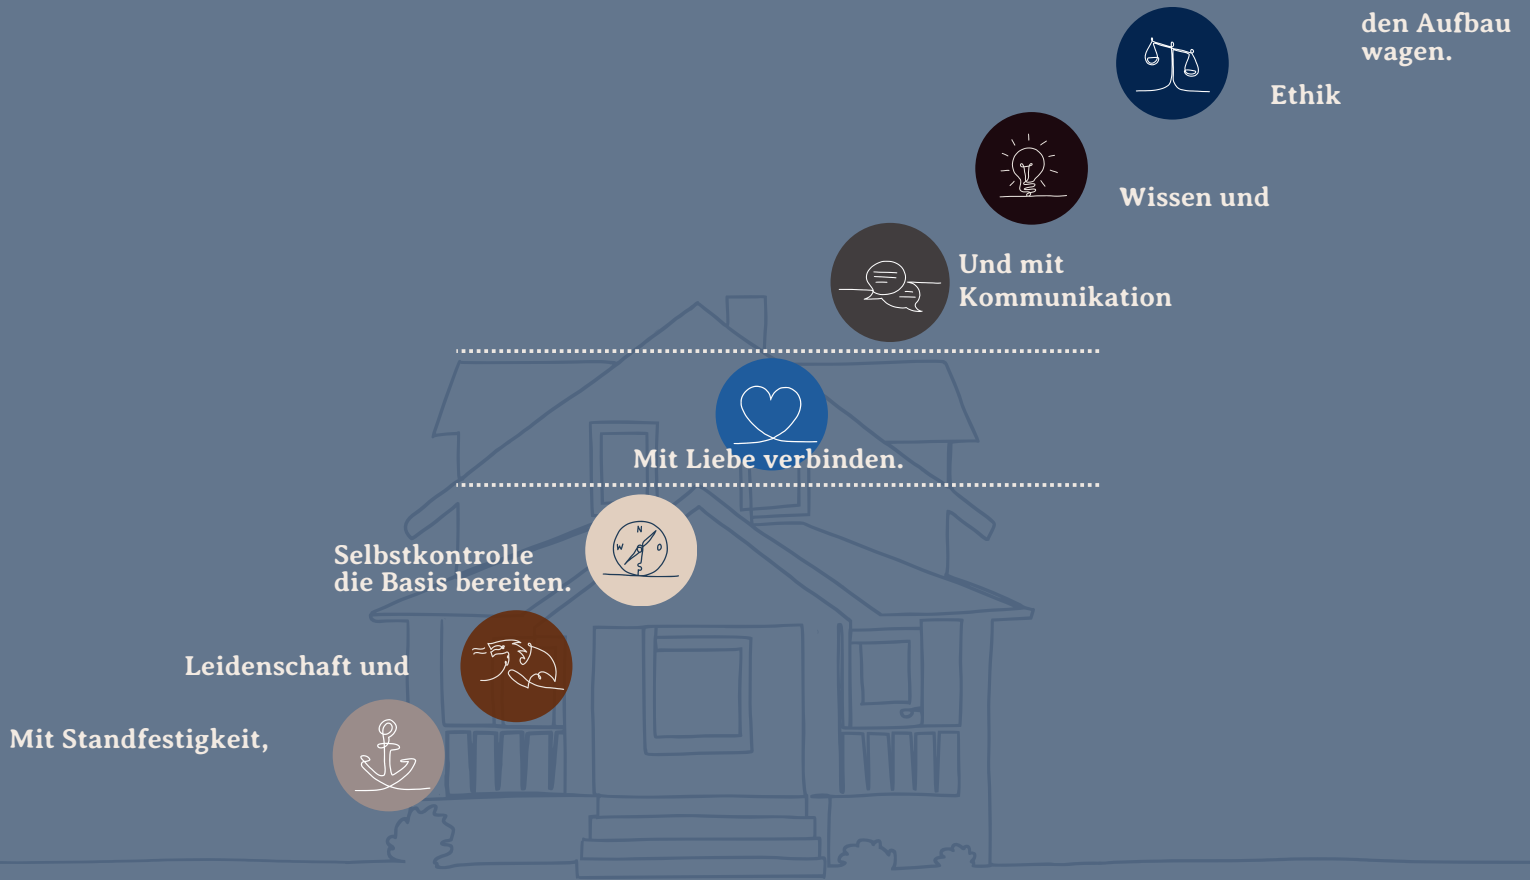 Mit Standfestigkeit,
Leidenschaft und
Selbstkontrolle
die Basis bereiten.
N
W O
Mit Liebe verbinden.
Und mit
Kommunikation
Wissen und
Ethik
den Aufbau
wagen.